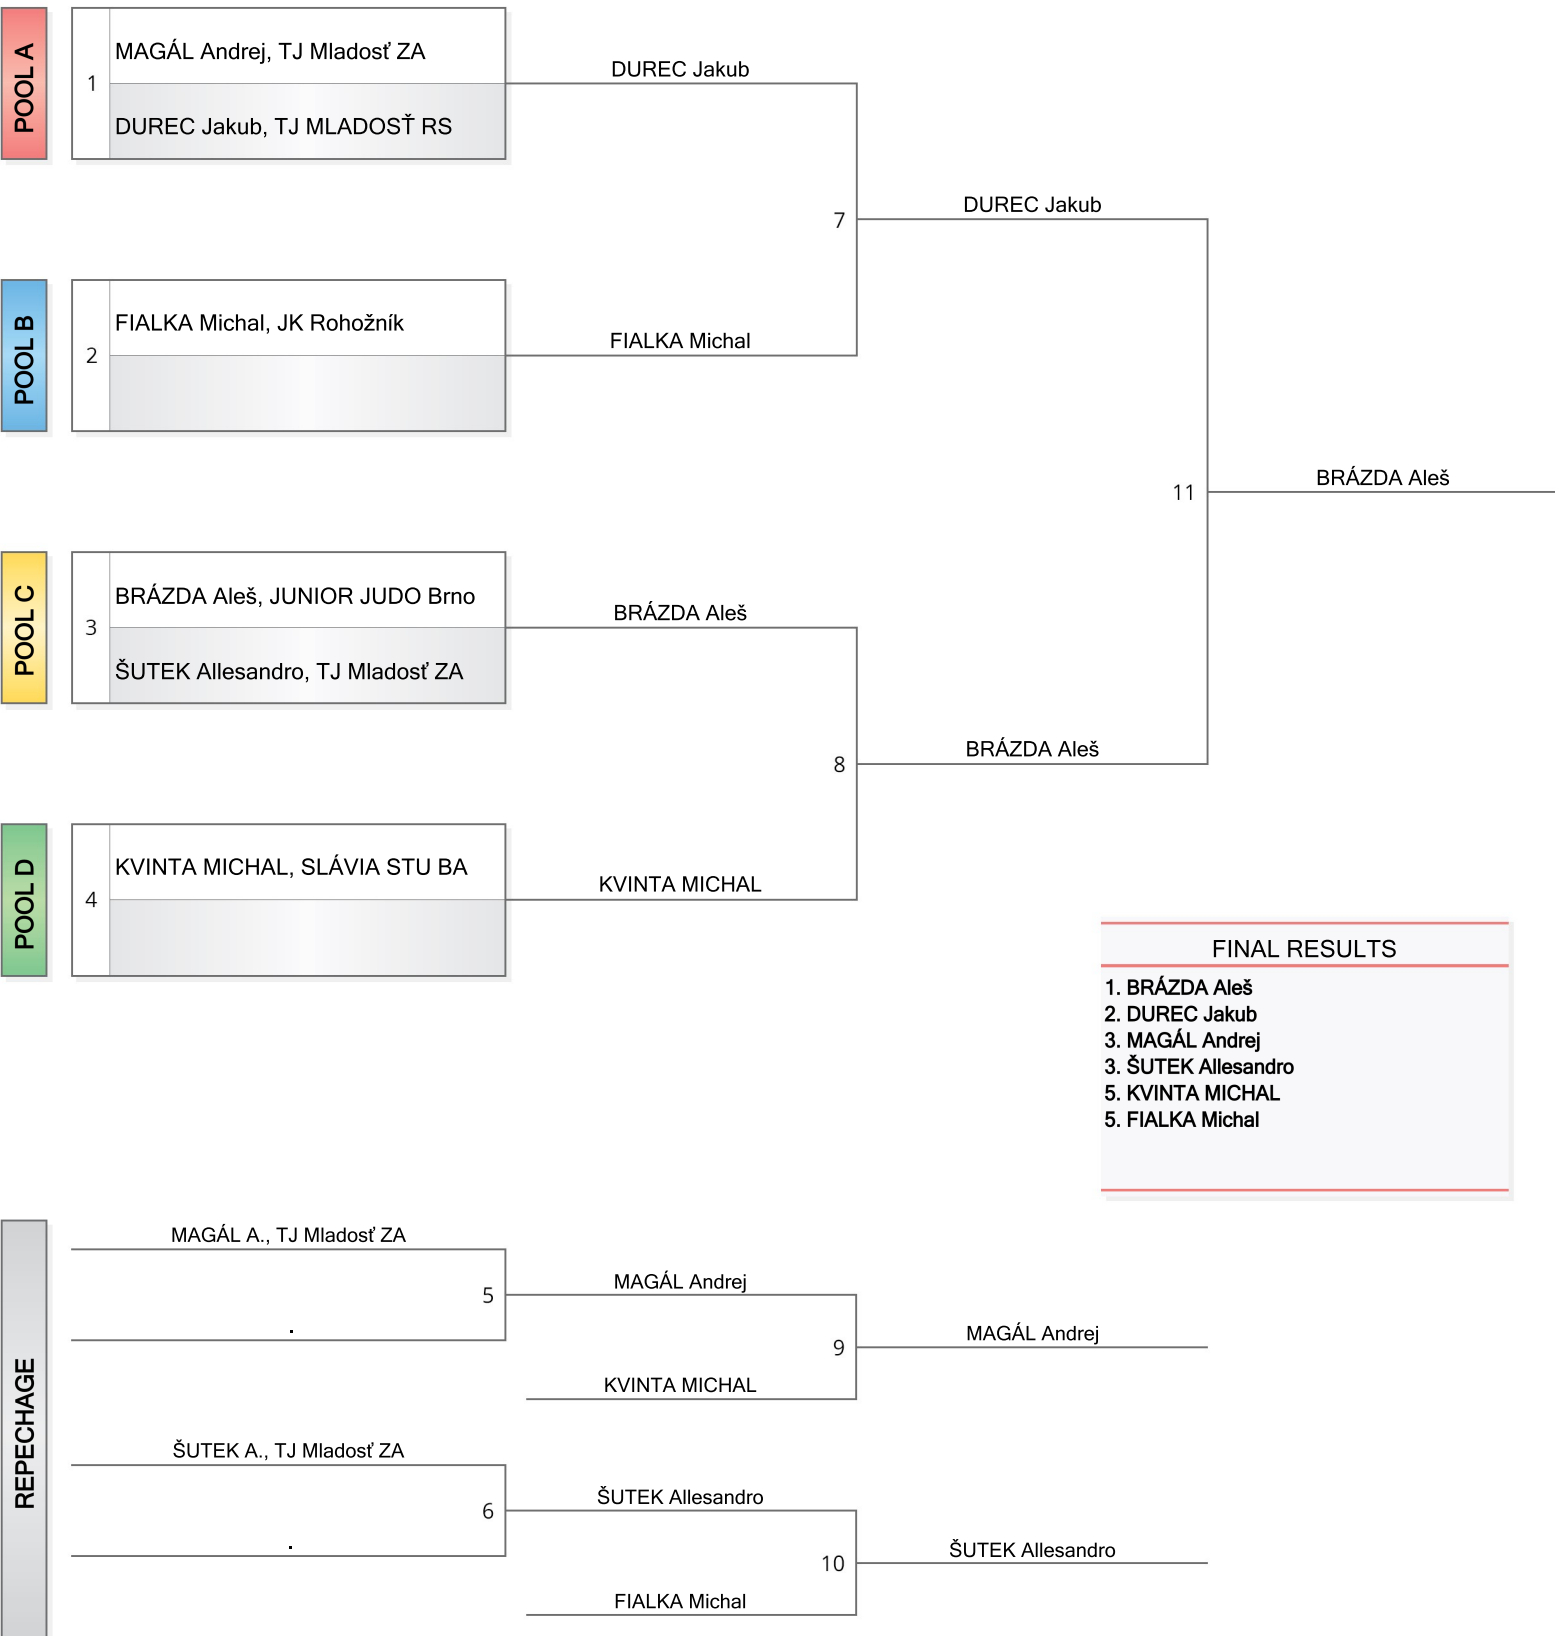 POOL A
1
MAGÁL Andrej, TJ Mladosť ZA
DUREC Jakub, TJ MLADOSŤ RS
DUREC Jakub
7
DUREC Jakub
POOL B
2
FIALKA Michal, JK Rohožník
FIALKA Michal
11
BRÁZDA Aleš
POOL C
3
BRÁZDA Aleš, JUNIOR JUDO Brno
ŠUTEK Allesandro, TJ Mladosť ZA
BRÁZDA Aleš
8
BRÁZDA Aleš
POOL D
4
KVINTA MICHAL, SLÁVIA STU BA
KVINTA MICHAL
FINAL RESULTS
1. BRÁZDA Aleš
2. DUREC Jakub
3. MAGÁL Andrej
3. ŠUTEK Allesandro
5. KVINTA MICHAL
5. FIALKA Michal
REPECHAGE
MAGÁL A., TJ Mladosť ZA
5
.
MAGÁL Andrej
9
MAGÁL Andrej
KVINTA MICHAL
ŠUTEK A., TJ Mladosť ZA
6
.
ŠUTEK Allesandro
10
ŠUTEK Allesandro
FIALKA Michal